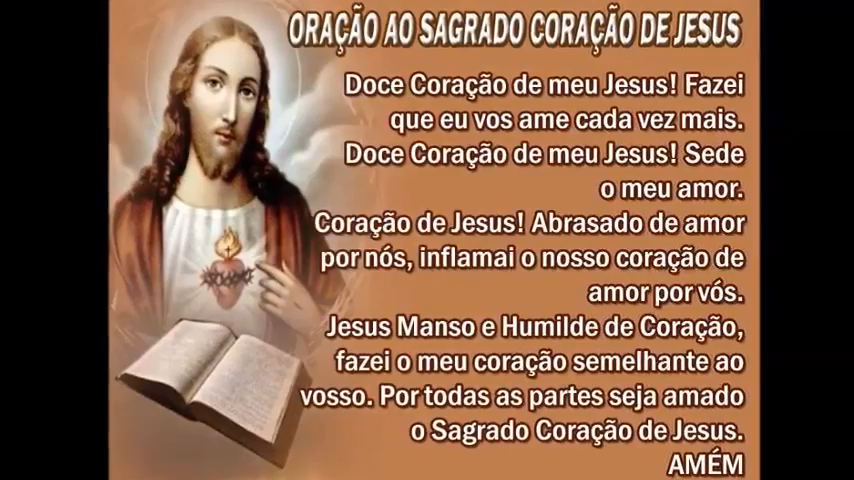 ORAÇÃO AO SAGRADO CORAÇÃO DE JESUS
Doce Coração de meu Jesus! Fazei
que eu vos ame cada vez mais.
Doce Coração de meu Jesus! Sede
o meu amor.
Coração de Jesus! Abrasado de amor
por nós, inflamai o nosso coração de
amor por vós.
Jesus Manso e Humilde de Coração,
fazei o meu coração semelhante ao
vosso. Por todas as partes seja amado
o Sagrado Coração de Jesus.
AMÉM